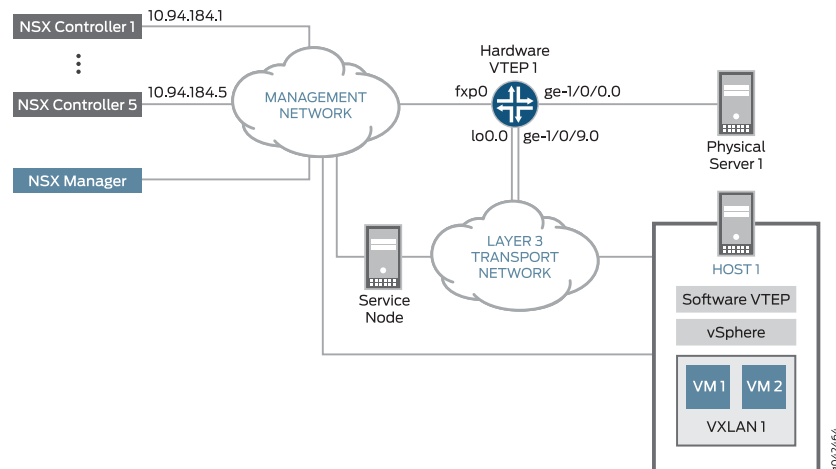 NSX Controller 1
10.94.184.1
⋮
NSX Controller 5
10.94.184.5
NSX Manager
MANAGEMENT
NETWORK
Hardware
VTEP 1
fxp0
ge-1/0/0.0
lo0.0
ge-1/0/9.0
Physical
Server 1
Service
Node
LAYER 3
TRANSPORT
NETWORK
HOST 1
Software VTEP
vSphere
VM 1
VM 2
VXLAN 1